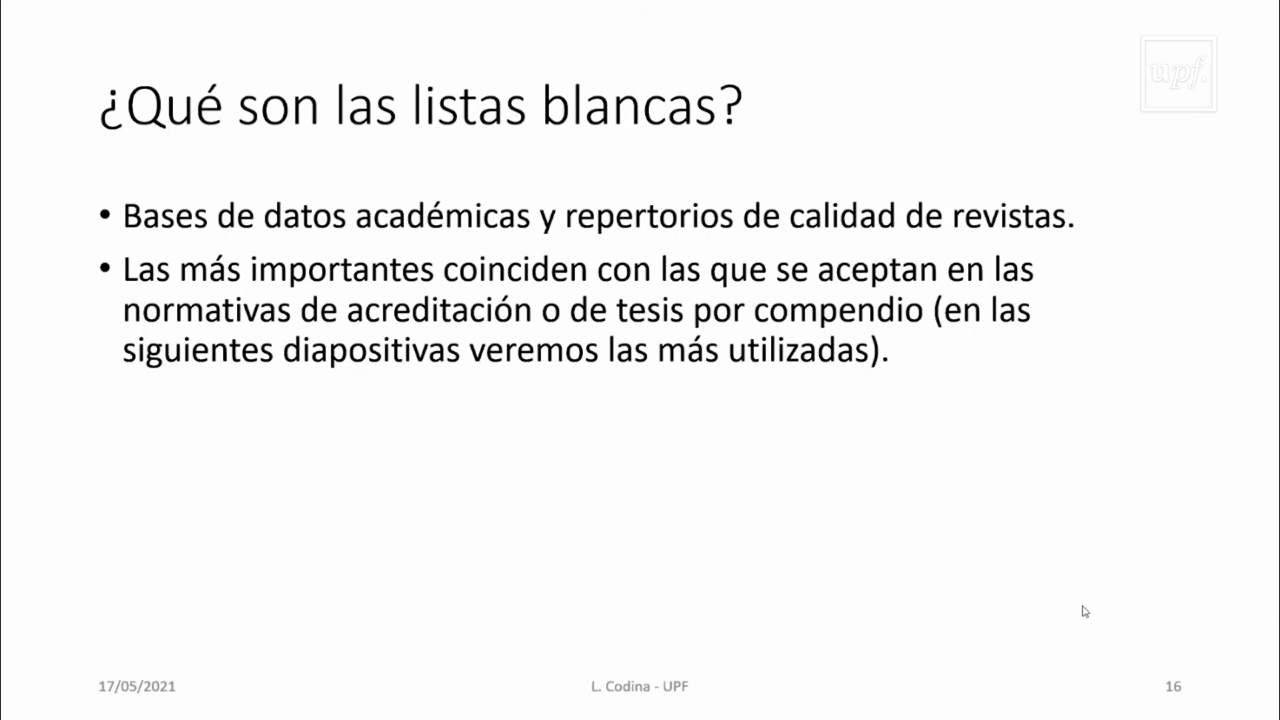 upf.
¿Qué son las listas blancas?
• Bases de datos académicas y repertorios de calidad de revistas.
• Las más importantes coinciden con las que se aceptan en las
normativas de acreditación o de tesis por compendio (en las
siguientes diapositivas veremos las más utilizadas).
17/05/2021
L. Codina - UPF
16